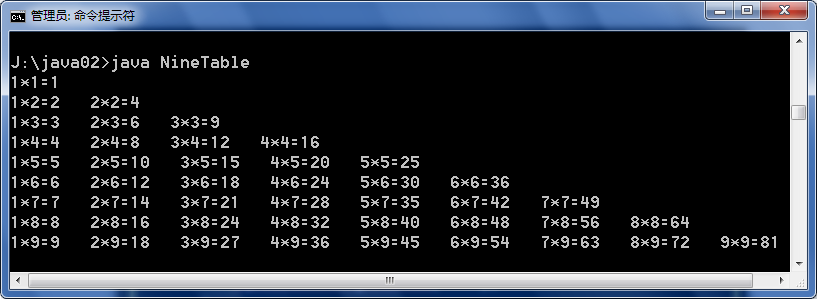 管理员: 命令提示符
J:\java02>java NineTable
1*1=1
1*2=2   2*2=4
1*3=3   2*3=6   3*3=9
1*4=4   2*4=8   3*4=12   4*4=16
1*5=5   2*5=10   3*5=15   4*5=20   5*5=25
1*6=6   2*6=12   3*6=18   4*6=24   5*6=30   6*6=36
1*7=7   2*7=14   3*7=21   4*7=28   5*7=35   6*7=42   7*7=49
1*8=8   2*8=16   3*8=24   4*8=32   5*8=40   6*8=48   7*8=56   8*8=64
1*9=9   2*9=18   3*9=27   4*9=36   5*9=45   6*9=54   7*9=63   8*9=72   9*9=81